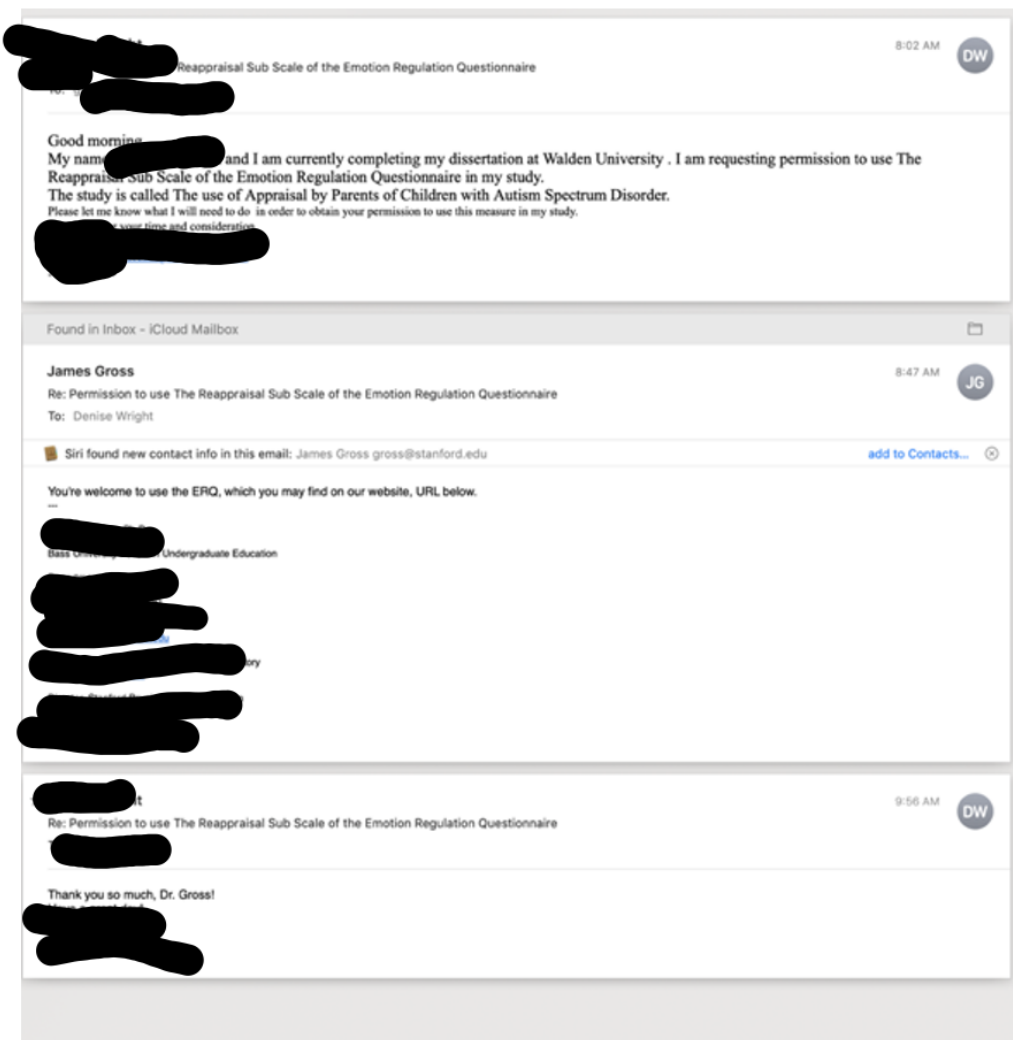 8:02 AM
DW
Reappraisal Sub Scale of the Emotion Regulation Questionnaire
To:
Good morning
My name and I am currently completing my dissertation at Walden University . I am requesting permission to use The
Reappraisal Sub Scale of the Emotion Regulation Questionnaire in my study.
The study is called The use of Appraisal by Parents of Children with Autism Spectrum Disorder.
Please let me know what I will need to do in order to obtain your permission to use this measure in my study.
your time and consideration
Found in Inbox - iCloud Mailbox
James Gross
8:47 AM
JG
Re: Permission to use The Reappraisal Sub Scale of the Emotion Regulation Questionnaire
To: Denise Wright
Siri found new contact info in this email: James Gross gross@stanford.edu
add to Contacts...
You're welcome to use the ERQ, which you may find on our website, URL below.
---
Bass Undergraduate Education
9:56 AM
DW
Re: Permission to use The Reappraisal Sub Scale of the Emotion Regulation Questionnaire
Thank you so much, Dr. Gross!